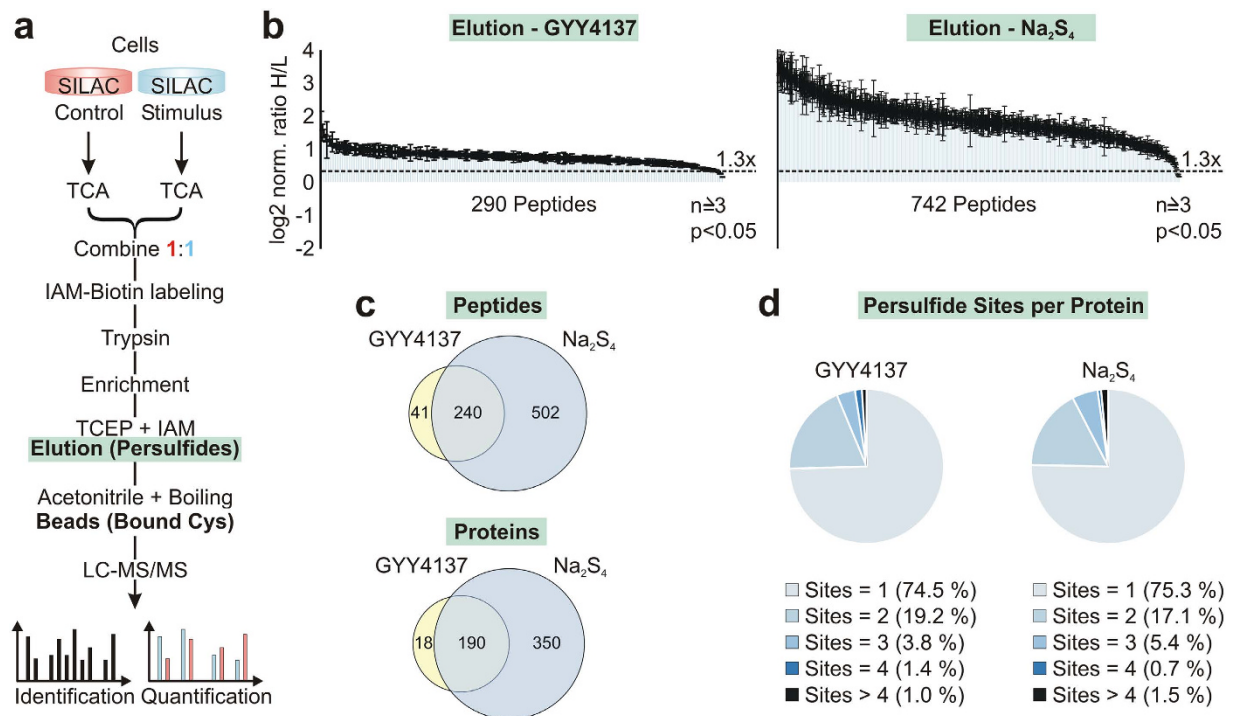 a
Cells
SILAC SILAC
Control Stimulus
TCA TCA
Combine 1:1
IAM-Biotin labeling
Trypsin
Enrichment
TCEP + IAM
Elution (Persulfides)
Acetonitrile + Boiling
Beads (Bound Cys)
LC-MS/MS
Identification Quantification
b
Elution - GYY4137
log2 norm. ratio H/L
4
3
2
1
0
-1
-2
1.3x
290 Peptides
n≥3
p<0.05
Elution - Na₂S₄
1.3x
742 Peptides
n≥3
p<0.05
c
Peptides
GYY4137 Na₂S₄
41 240 502
Proteins
GYY4137 Na₂S₄
18 190 350
d
Persulfide Sites per Protein
GYY4137
Sites = 1 (74.5 %)
Sites = 2 (19.2 %)
Sites = 3 (3.8 %)
Sites = 4 (1.4 %)
Sites > 4 (1.0 %)
Na₂S₄
Sites = 1 (75.3 %)
Sites = 2 (17.1 %)
Sites = 3 (5.4 %)
Sites = 4 (0.7 %)
Sites > 4 (1.5 %)